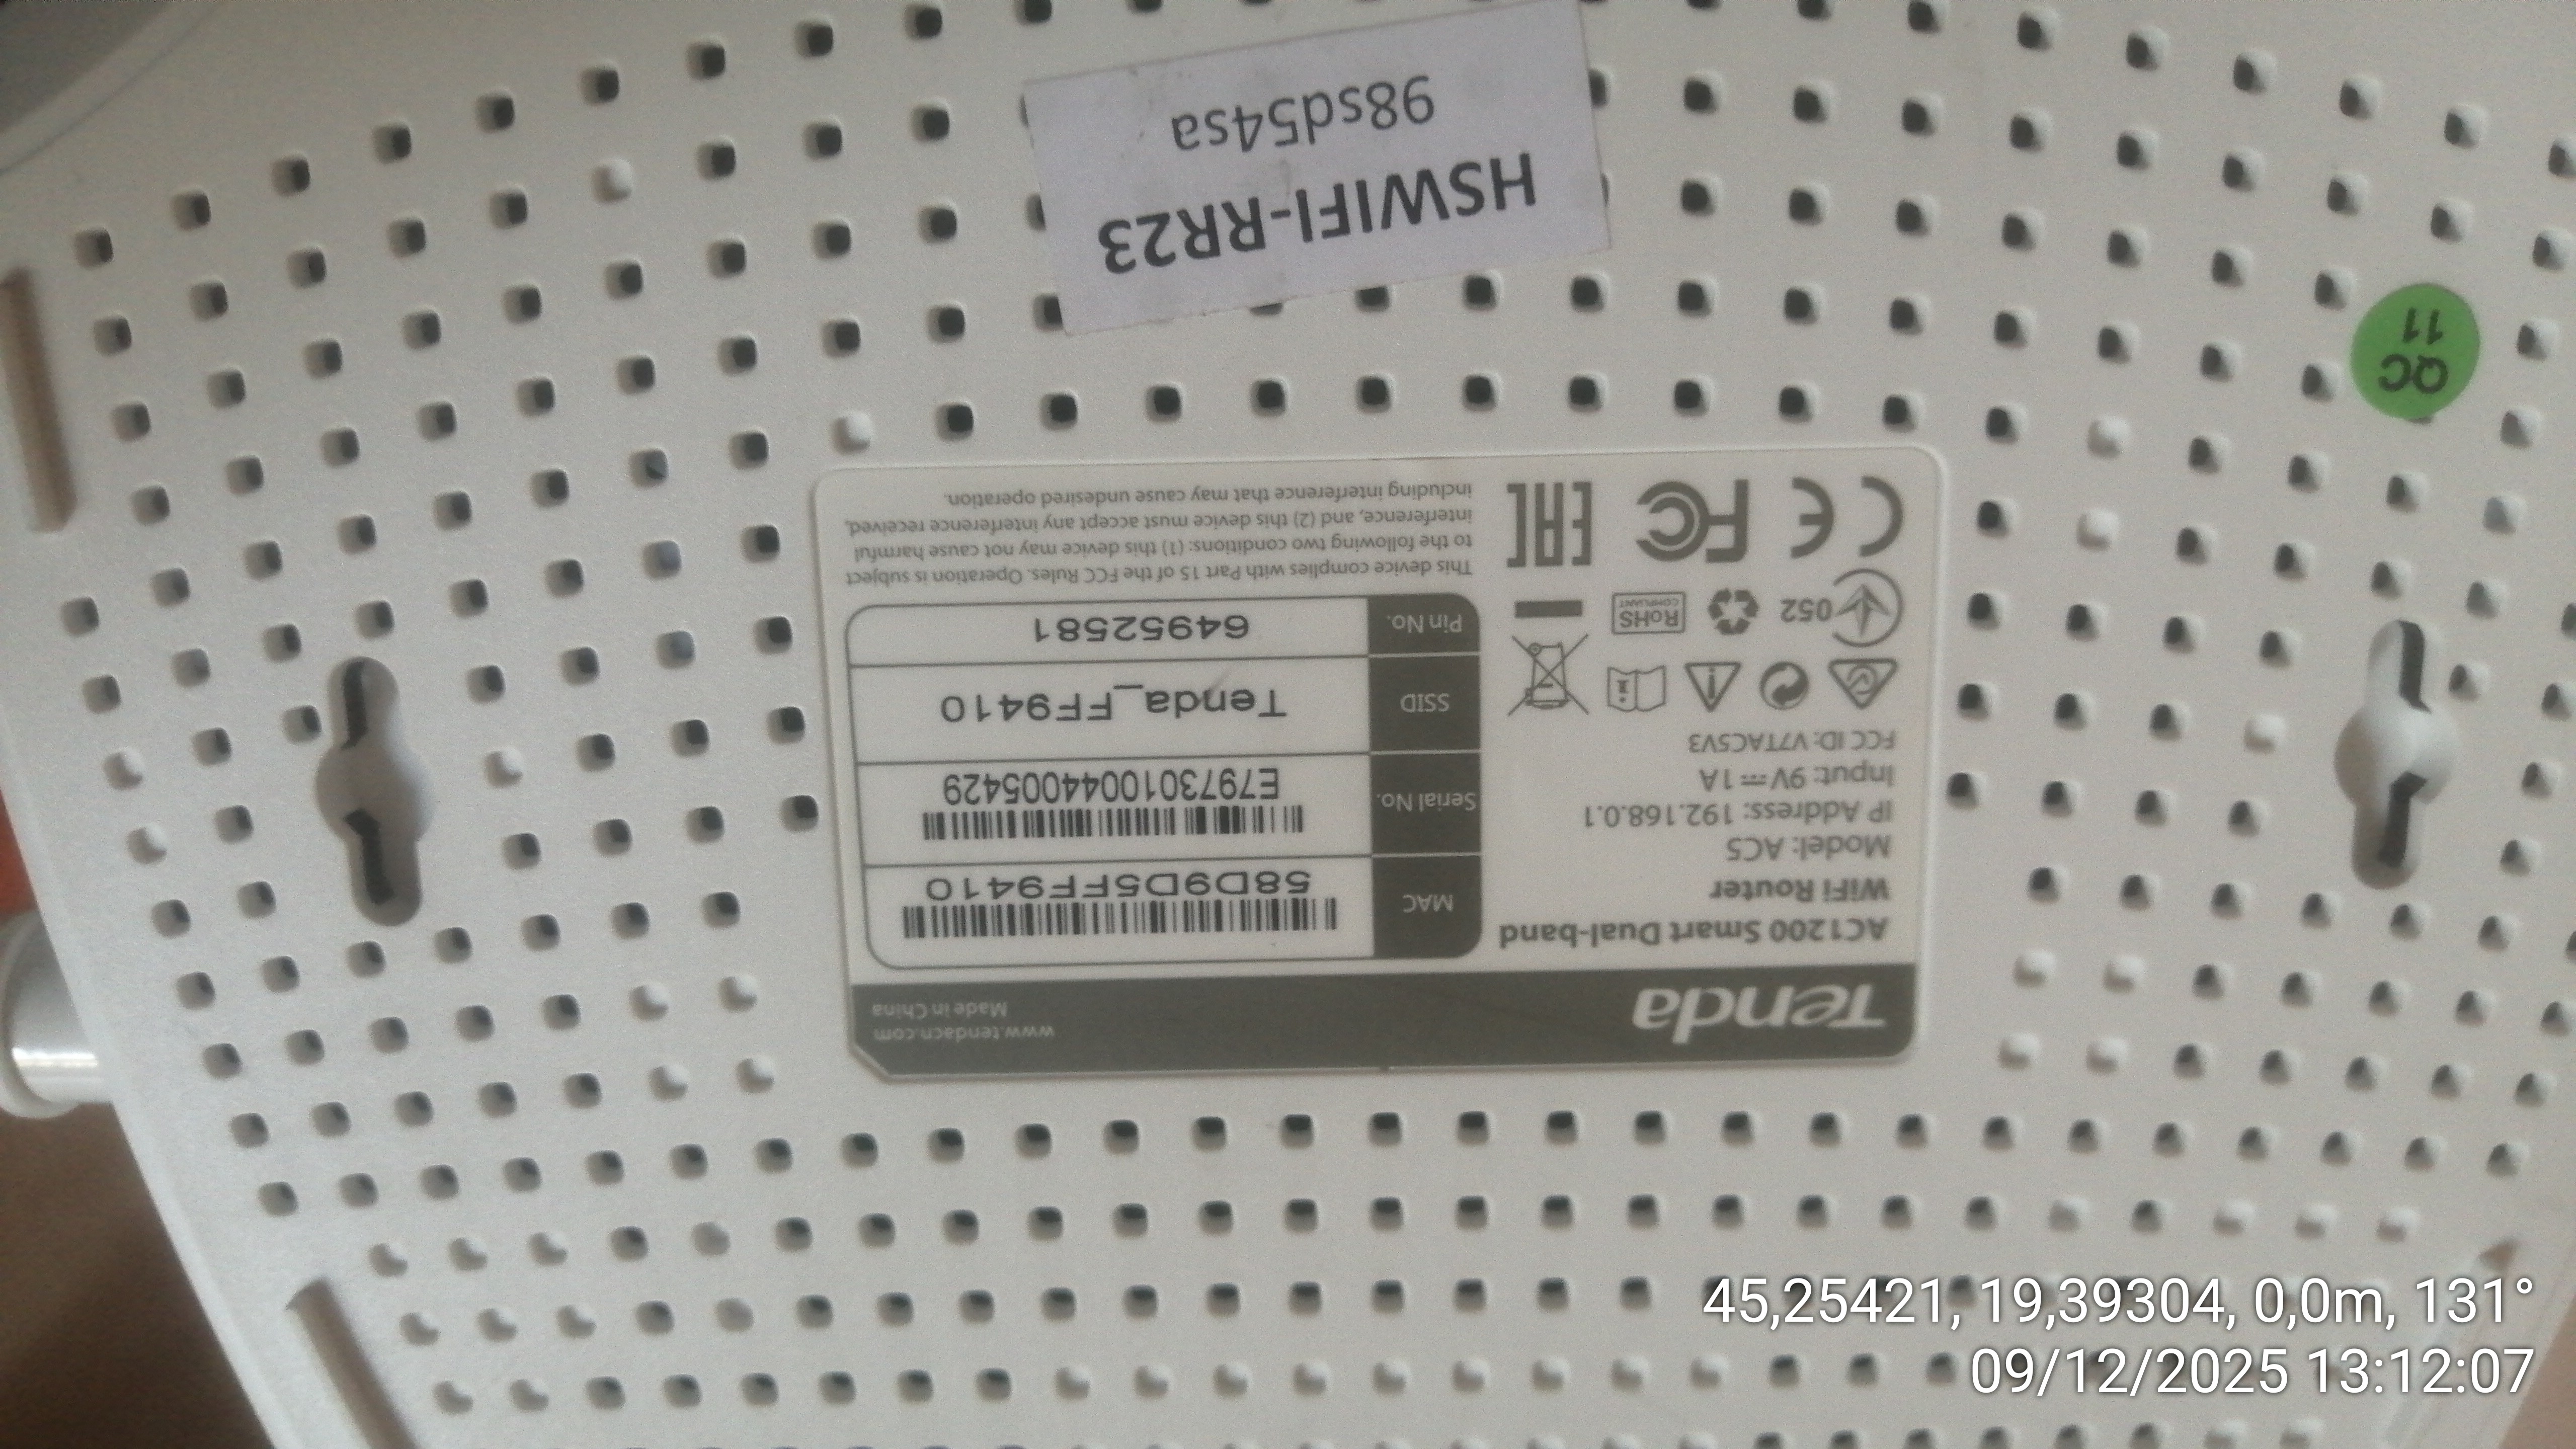 HSWIFI-RR23
98sd54sa
QC
11
Tenda
www.tendacn.com
Made in China
AC1200 Smart Dual-band
WiFi Router
Model: AC5
IP Address: 192.168.0.1
Input: 9V⎓1A
FCC ID: V7TAC5V3
MAC
58D9D5FF9410
Serial No.
E7973010044005429
SSID
Tenda_FF9410
Pin No.
64952581
052
RoHS
COMPLIANT
CE FC EAC
This device complies with Part 15 of the FCC Rules. Operation is subject
to the following two conditions: (1) this device may not cause harmful
interference, and (2) this device must accept any interference received,
including interference that may cause undesired operation.
45,25421, 19,39304, 0,0m, 131°
09/12/2025 13:12:07